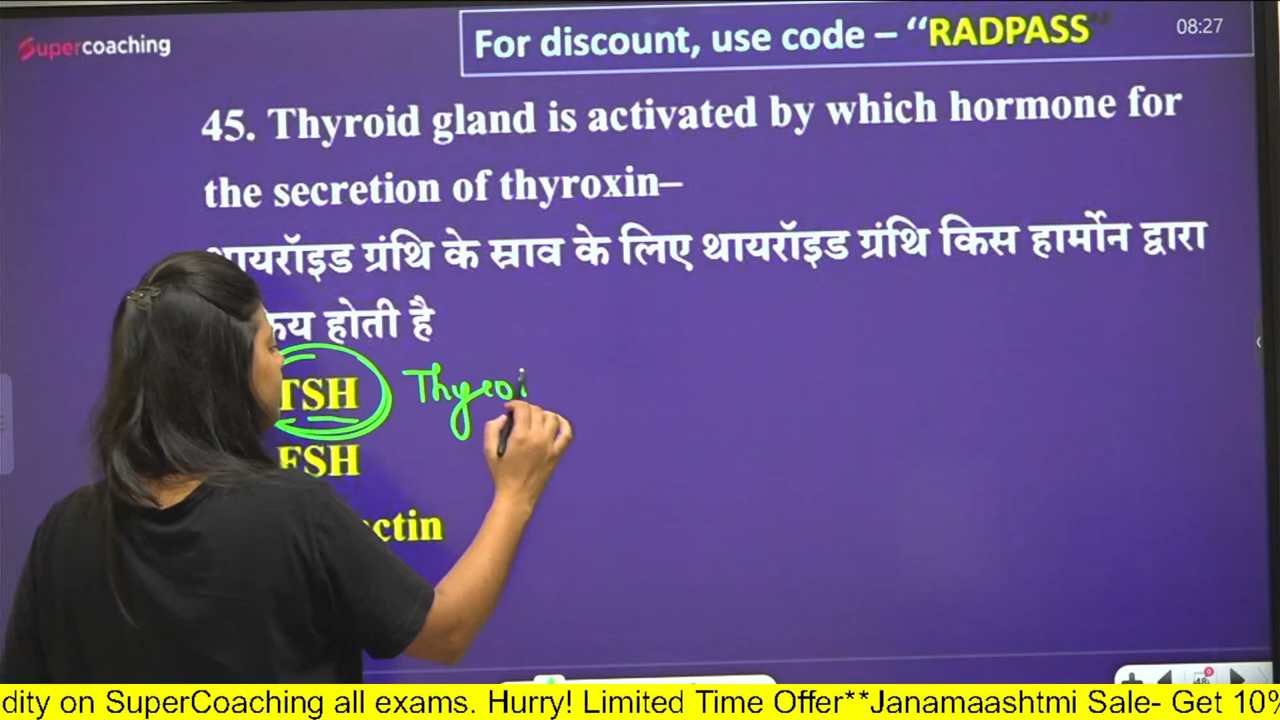 Supercoaching
For discount, use code – “RADPASS”
08:27
45. Thyroid gland is activated by which hormone for
the secretion of thyroxin–
थायरॉइड ग्रंथि के स्राव के लिए थायरॉइड ग्रंथि किस हार्मोन द्वारा
होती है
TSH Thyroi
FSH
dity on SuperCoaching all exams. Hurry! Limited Time Offer**Janamaashtmi Sale- Get 10%